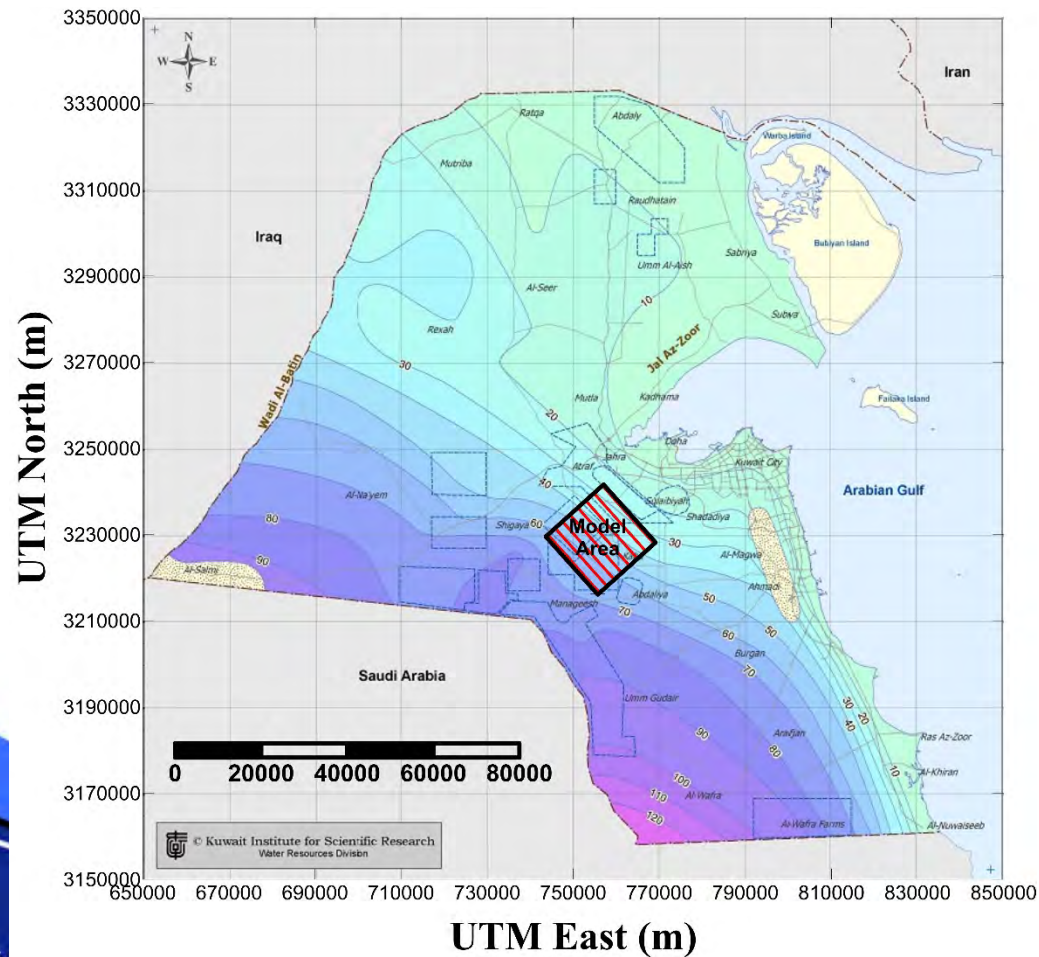 3350000
3330000
3310000
3290000
3270000
3250000
3230000
3210000
3190000
3170000
3150000
UTM North (m)
N
W E
S
Iran
Iraq
Ratqa
Abdaly
Warba Island
Mutriba
Raudhatain
Bubiyan Island
Sabriya
Umm Al-Aish
Al-Seer
10
Subwa
Rexah
Jal Az-Zoor
30
Wadi Al-Batin
Mutla
Kadhama
Failaka Island
20
Doha
Jahra
Kuwait City
Atraf
40
Al-Na'yem
Sulaibiyah
Arabian Gulf
80
Shigaya
60
Model
Area
Shadadiya
30
Al-Magwa
90
Al-Salmi
Ahmadi
Manageesh
Abdaliya
50
70
50
60
Burgan
70
Saudi Arabia
Umm Gudair
30
20
40
90
Araifjan
80
Ras Az-Zoor
10
Al-Khiran
100
110
Al-Wafra
120
Al-Wafra Farms
Al-Nuwaiseeb
0 20000 40000 60000 80000
© Kuwait Institute for Scientific Research
Water Resources Division
650000 670000 690000 710000 730000 750000 770000 790000 810000 830000 850000
UTM East (m)